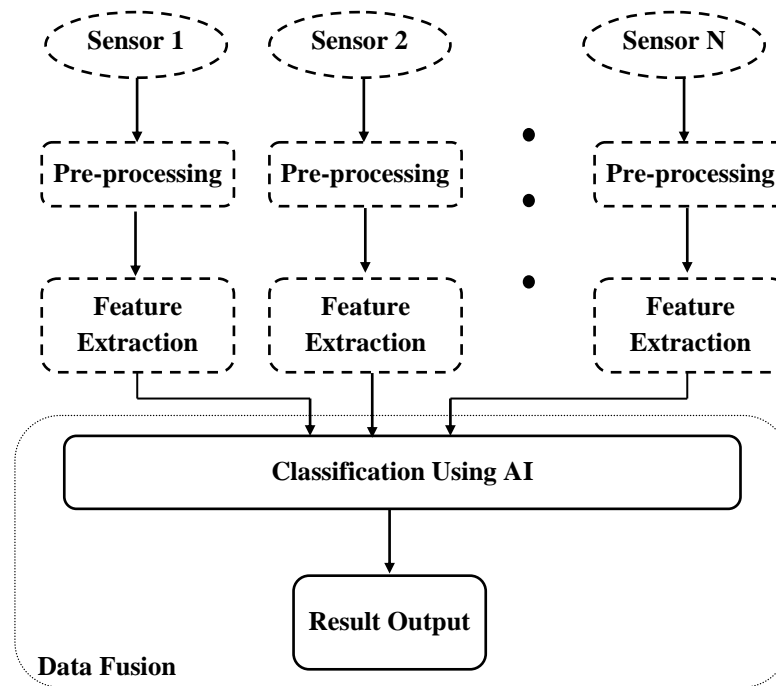 Sensor 1
Sensor 2
Sensor N
Pre-processing
Pre-processing
Pre-processing
Feature
Extraction
Feature
Extraction
Feature
Extraction
Classification Using AI
Result Output
Data Fusion